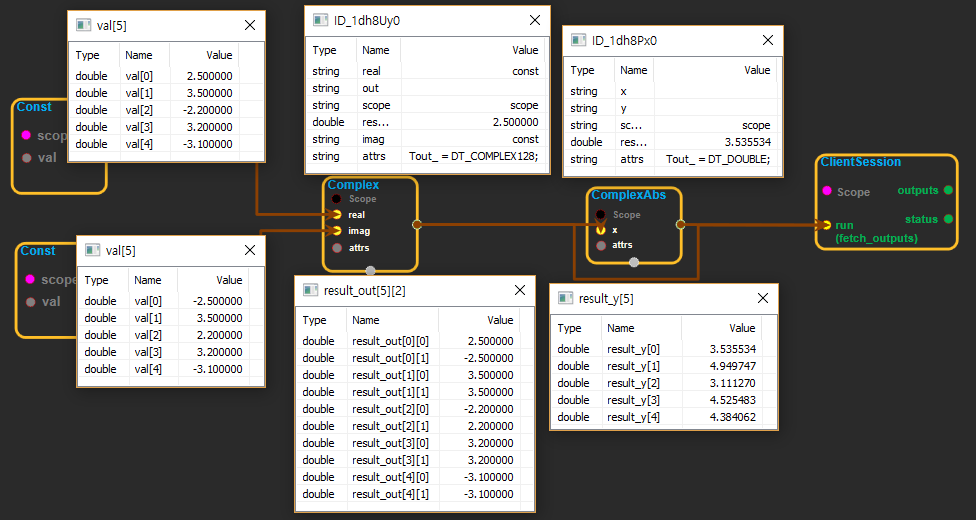 val[5]
Type Name Value
double val[0] 2.500000
double val[1] 3.500000
double val[2] -2.200000
double val[3] 3.200000
double val[4] -3.100000
ID_1dh8Uy0
Type Name Value
string real const
string out
string scope scope
double res... 2.500000
string imag const
string attrs Tout_ = DT_COMPLEX128;
ID_1dh8Px0
Type Name Value
string x
string y
string sc... scope
double res... 3.535534
string attrs Tout_ = DT_DOUBLE;
Const
scop
val
Complex
Scope
real
imag
attrs
ComplexAbs
Scope
x
attrs
ClientSession
Scope
outputs
status
run
(fetch_outputs)
Const
scope
val
val[5]
Type Name Value
double val[0] -2.500000
double val[1] 3.500000
double val[2] 2.200000
double val[3] 3.200000
double val[4] -3.100000
result_out[5][2]
Type Name Value
double result_out[0][0] 2.500000
double result_out[0][1] -2.500000
double result_out[1][0] 3.500000
double result_out[1][1] 3.500000
double result_out[2][0] -2.200000
double result_out[2][1] 2.200000
double result_out[3][0] 3.200000
double result_out[3][1] 3.200000
double result_out[4][0] -3.100000
double result_out[4][1] -3.100000
result_y[5]
Type Name Value
double result_y[0] 3.535534
double result_y[1] 4.949747
double result_y[2] 3.111270
double result_y[3] 4.525483
double result_y[4] 4.384062